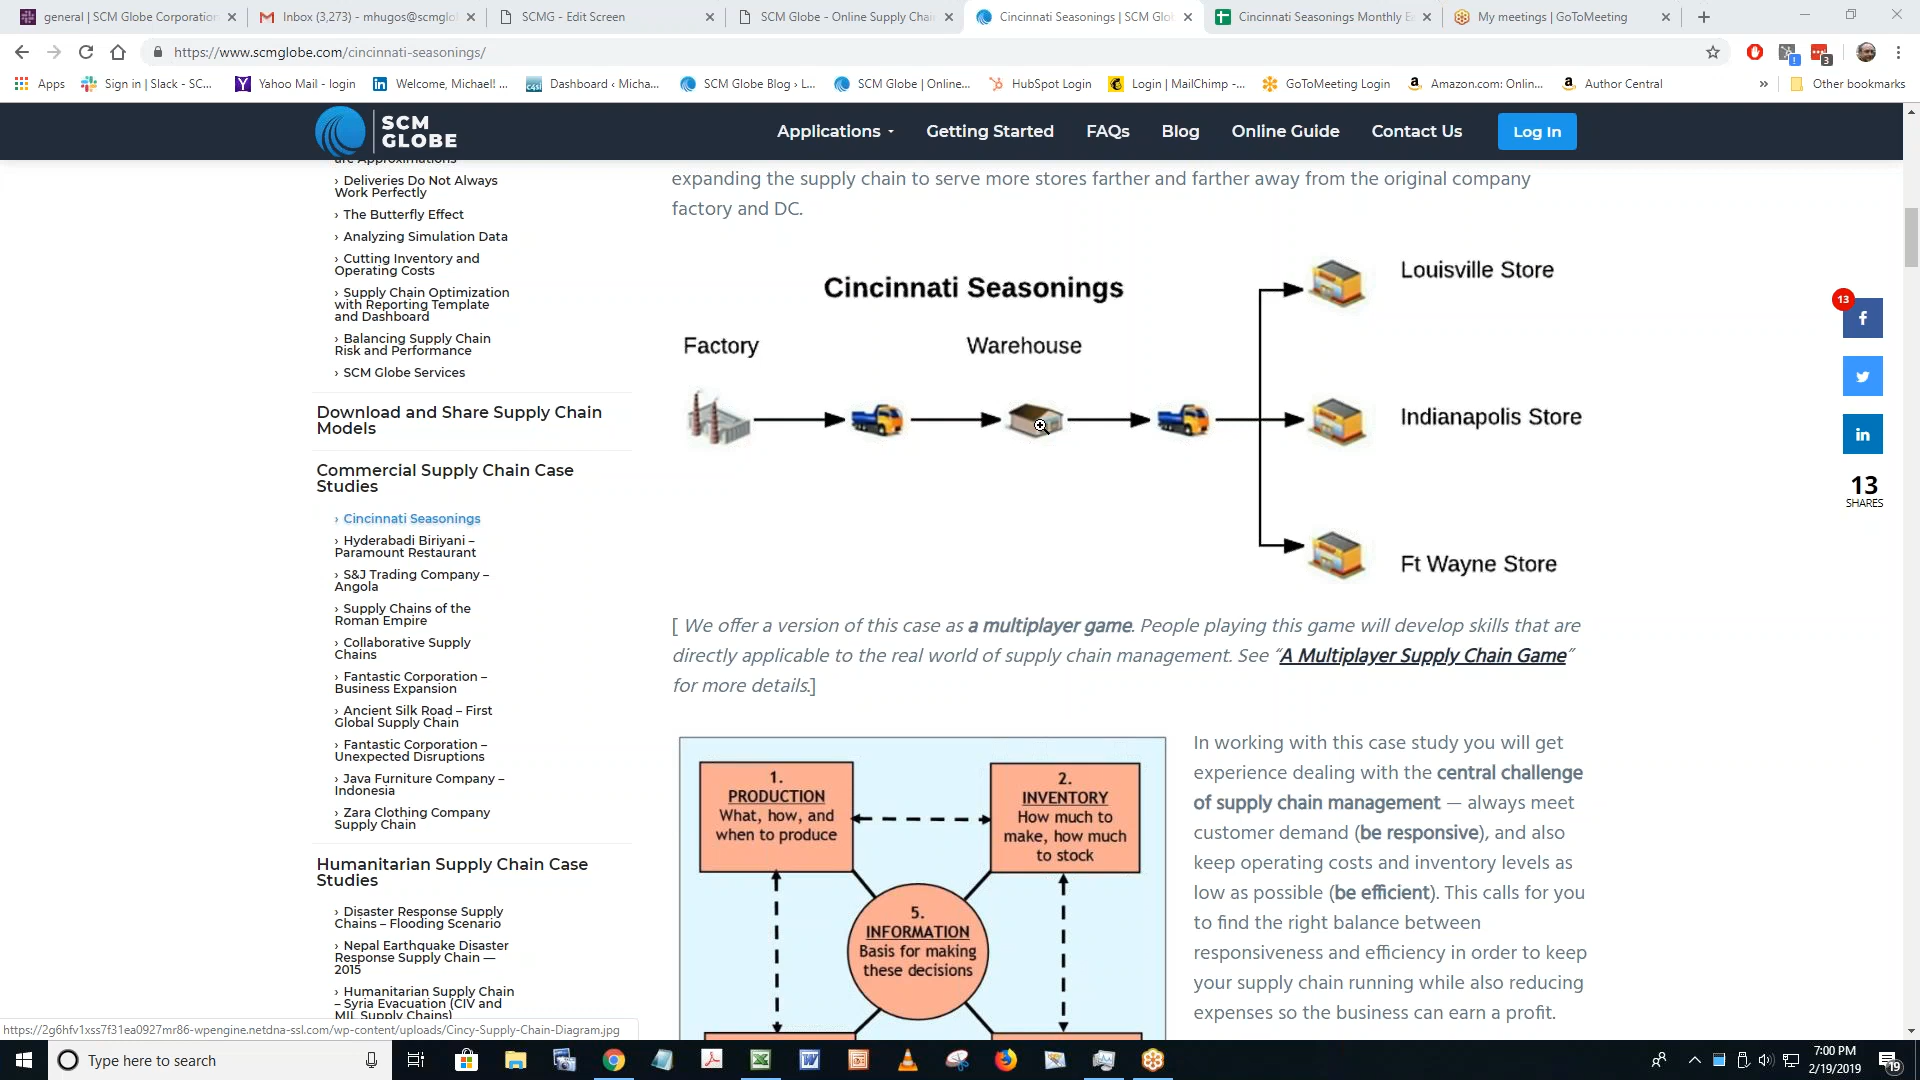 general | SCM Globe Corporation
Inbox (3,273) - mhugos@scmglo
SCMG - Edit Screen
SCM Globe - Online Supply Chai
Cincinnati Seasonings | SCM Glo
Cincinnati Seasonings Monthly E
My meetings | GoToMeeting
https://www.scmglobe.com/cincinnati-seasonings/
Apps
Sign in | Slack - SC...
Yahoo Mail - login
Welcome, Michael! ...
Dashboard ‹ Micha...
SCM Globe Blog › L...
SCM Globe | Online...
HubSpot Login
Login | MailChimp -...
GoToMeeting Login
Amazon.com: Onlin...
Author Central
»
Other bookmarks
SCM
GLOBE
Applications
Getting Started
FAQs
Blog
Online Guide
Contact Us
Log In
are Approximations
› Deliveries Do Not Always
Work Perfectly
› The Butterfly Effect
› Analyzing Simulation Data
› Cutting Inventory and
Operating Costs
› Supply Chain Optimization
with Reporting Template
and Dashboard
› Balancing Supply Chain
Risk and Performance
› SCM Globe Services
Download and Share Supply Chain
Models
Commercial Supply Chain Case
Studies
› Cincinnati Seasonings
› Hyderabadi Biriyani –
Paramount Restaurant
› S&J Trading Company –
Angola
› Supply Chains of the
Roman Empire
› Collaborative Supply
Chains
› Fantastic Corporation –
Business Expansion
› Ancient Silk Road – First
Global Supply Chain
› Fantastic Corporation –
Unexpected Disruptions
› Java Furniture Company –
Indonesia
› Zara Clothing Company
Supply Chain
Humanitarian Supply Chain Case
Studies
› Disaster Response Supply
Chains – Flooding Scenario
› Nepal Earthquake Disaster
Response Supply Chain —
2015
› Humanitarian Supply Chain
– Syria Evacuation (CIV and
MIL Supply Chains)
expanding the supply chain to serve more stores farther and farther away from the original company
factory and DC.
Cincinnati Seasonings
Factory
Warehouse
Louisville Store
Indianapolis Store
Ft Wayne Store
[ We offer a version of this case as a multiplayer game. People playing this game will develop skills that are
directly applicable to the real world of supply chain management. See “A Multiplayer Supply Chain Game”
for more details.]
1.
PRODUCTION
What, how, and
when to produce
2.
INVENTORY
How much to
make, how much
to stock
5.
INFORMATION
Basis for making
these decisions
In working with this case study you will get
experience dealing with the central challenge
of supply chain management — always meet
customer demand (be responsive), and also
keep operating costs and inventory levels as
low as possible (be efficient). This calls for you
to find the right balance between
responsiveness and efficiency in order to keep
your supply chain running while also reducing
expenses so the business can earn a profit.
13
13
SHARES
https://2g6hfv1xss7f31ea0927mr86-wpengine.netdna-ssl.com/wp-content/uploads/Cincy-Supply-Chain-Diagram.jpg
Type here to search
7:00 PM
2/19/2019
19